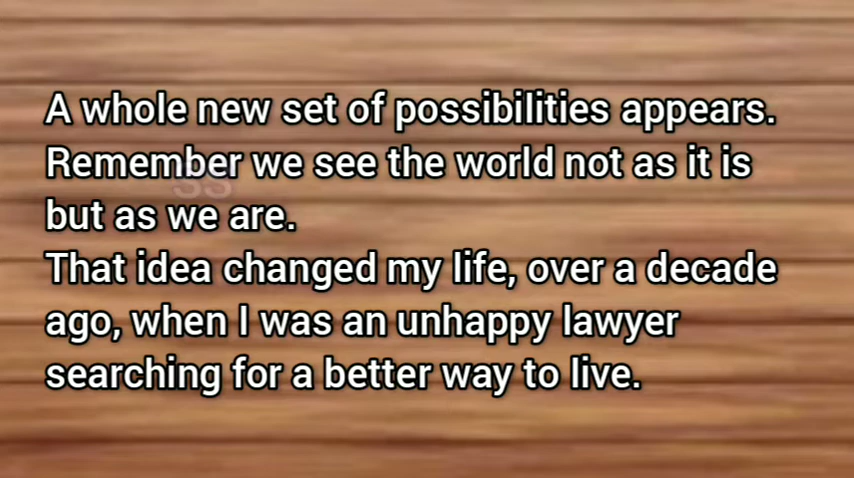 A whole new set of possibilities appears.
Remember we see the world not as it is
but as we are.
That idea changed my life, over a decade
ago, when I was an unhappy lawyer
searching for a better way to live.